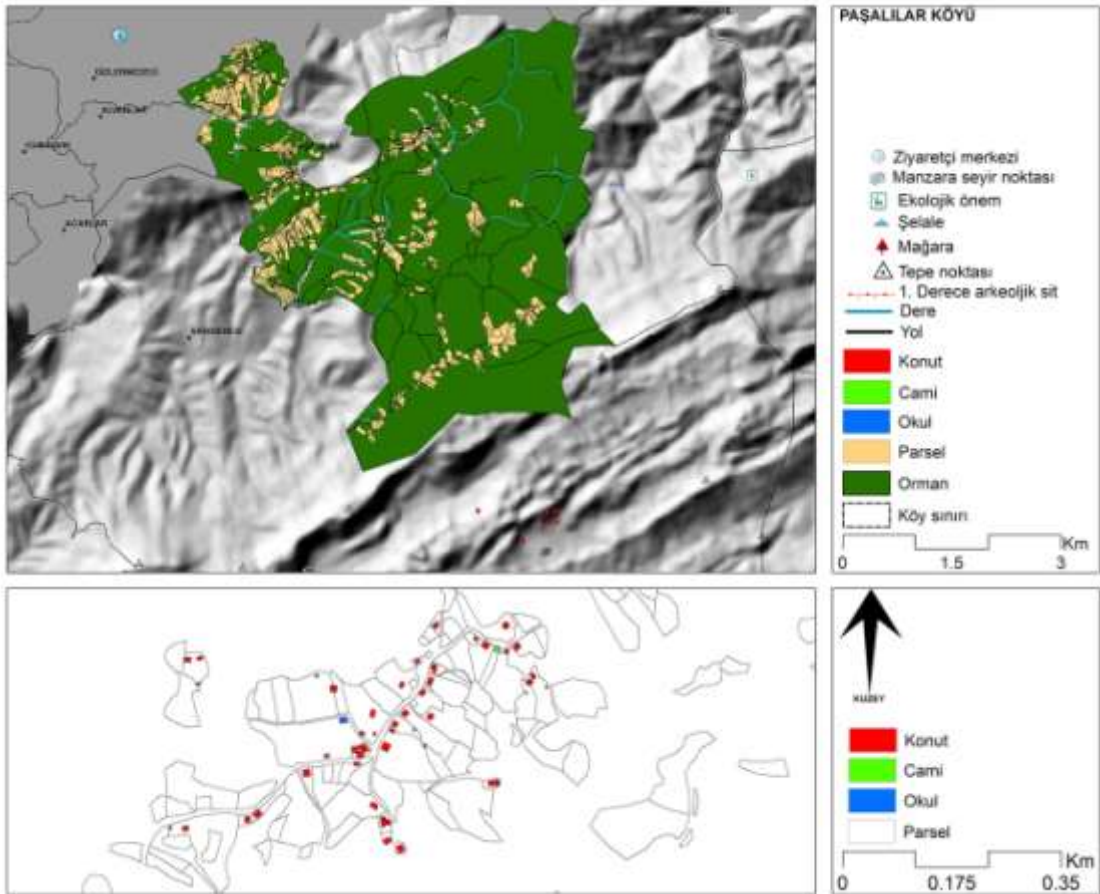 PAŞALILAR KÖYÜ
Ziyaretçi merkezi
Manzara seyir noktası
Ekolojik önem
Şelale
Mağara
Tepe noktası
1. Derece arkeoljik sit
Dere
Yol
Konut
Cami
Okul
Parsel
Orman
Köy sınırı
Km
0 1.5 3
KUZEY
Konut
Cami
Okul
Parsel
0 0.175 0.35